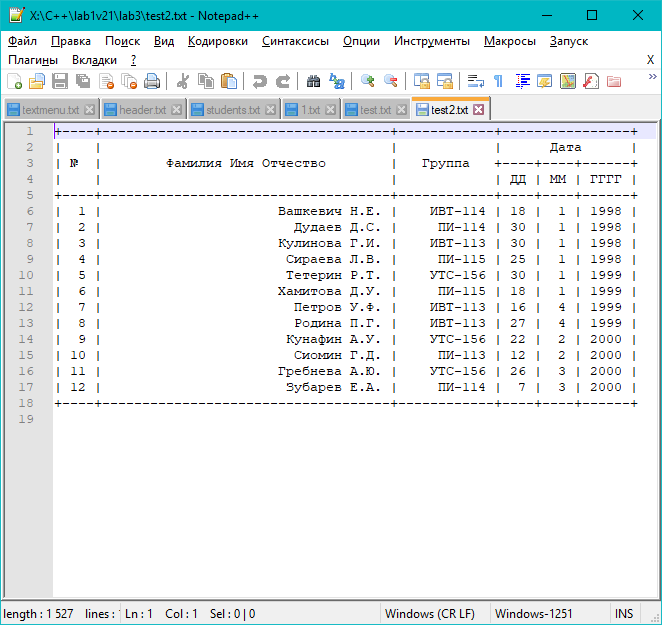 X:\C++\lab1v21\lab3\test2.txt - Notepad++
Файл Правка Поиск Вид Кодировки Синтаксисы Опции Инструменты Макросы Запуск
Плагины Вкладки ? X
textmenu.txt header.txt students.txt 1.txt test.txt test2.txt
1 +----+------------------------------------+------------+----+----+------+
2 | | | | Дата |
3 | № | Фамилия Имя Отчество | Группа +----+----+------+
4 | | | | ДД | ММ | ГГГГ |
5 +----+------------------------------------+------------+----+----+------+
6 | 1 | Вашкевич Н.Е. | ИВТ-114 | 18 | 1 | 1998 |
7 | 2 | Дудаев Д.С. | ПИ-114 | 30 | 1 | 1998 |
8 | 3 | Кулинова Г.И. | ИВТ-113 | 30 | 1 | 1998 |
9 | 4 | Сираева Л.В. | ПИ-115 | 25 | 1 | 1998 |
10 | 5 | Тетерин Р.Т. | УТС-156 | 30 | 1 | 1999 |
11 | 6 | Хамитова Д.У. | ПИ-115 | 18 | 1 | 1999 |
12 | 7 | Петров У.Ф. | ИВТ-113 | 16 | 4 | 1999 |
13 | 8 | Родина П.Г. | ИВТ-113 | 27 | 4 | 1999 |
14 | 9 | Кунафин А.У. | УТС-156 | 22 | 2 | 2000 |
15 | 10 | Сиомин Г.Д. | ПИ-113 | 12 | 2 | 2000 |
16 | 11 | Гребнева А.Ю. | УТС-156 | 26 | 3 | 2000 |
17 | 12 | Зубарев Е.А. | ПИ-114 | 7 | 3 | 2000 |
18 +----+------------------------------------+------------+----+----+------+
19
length : 1 527 lines : Ln : 1 Col : 1 Sel : 0 | 0 Windows (CR LF) Windows-1251 INS